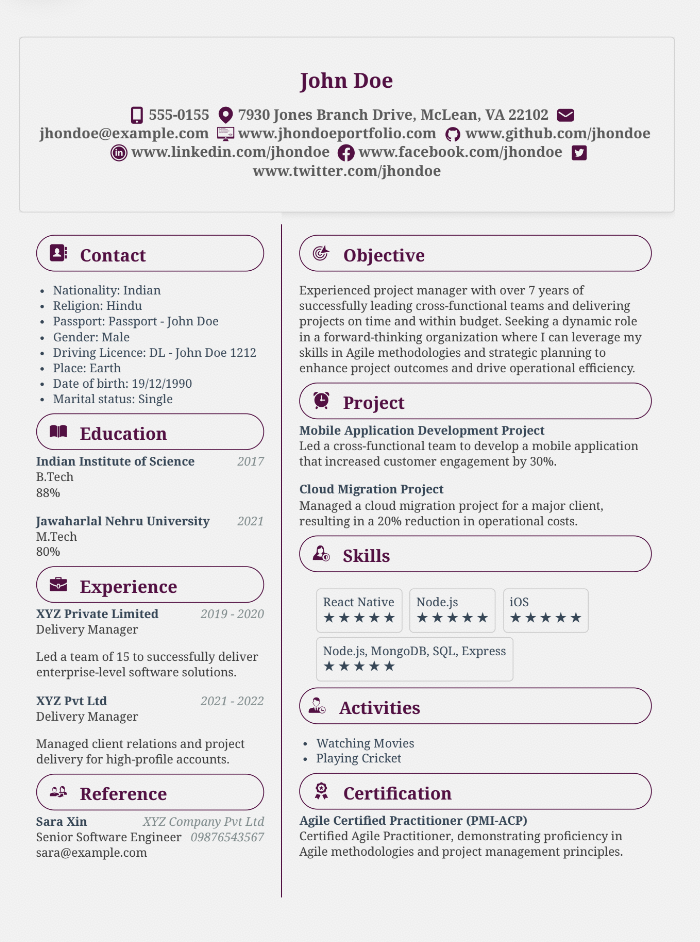 John Doe
555-0155 7930 Jones Branch Drive, McLean, VA 22102
jhondoe@example.com www.jhondoeportfolio.com www.github.com/jhondoe
www.linkedin.com/jhondoe www.facebook.com/jhondoe
www.twitter.com/jhondoe
Contact
• Nationality: Indian
• Religion: Hindu
• Passport: Passport - John Doe
• Gender: Male
• Driving Licence: DL - John Doe 1212
• Place: Earth
• Date of birth: 19/12/1990
• Marital status: Single
Education
Indian Institute of Science 2017
B.Tech
88%
Jawaharlal Nehru University 2021
M.Tech
80%
Experience
XYZ Private Limited 2019 - 2020
Delivery Manager
Led a team of 15 to successfully deliver
enterprise-level software solutions.
XYZ Pvt Ltd 2021 - 2022
Delivery Manager
Managed client relations and project
delivery for high-profile accounts.
Reference
Sara Xin XYZ Company Pvt Ltd
Senior Software Engineer 09876543567
sara@example.com
Objective
Experienced project manager with over 7 years of
successfully leading cross-functional teams and delivering
projects on time and within budget. Seeking a dynamic role
in a forward-thinking organization where I can leverage my
skills in Agile methodologies and strategic planning to
enhance project outcomes and drive operational efficiency.
Project
Mobile Application Development Project
Led a cross-functional team to develop a mobile application
that increased customer engagement by 30%.
Cloud Migration Project
Managed a cloud migration project for a major client,
resulting in a 20% reduction in operational costs.
Skills
React Native Node.js iOS
★ ★ ★ ★ ★ ★ ★ ★ ★ ★ ★ ★ ★ ★ ★
Node.js, MongoDB, SQL, Express
★ ★ ★ ★ ★
Activities
• Watching Movies
• Playing Cricket
Certification
Agile Certified Practitioner (PMI-ACP)
Certified Agile Practitioner, demonstrating proficiency in
Agile methodologies and project management principles.